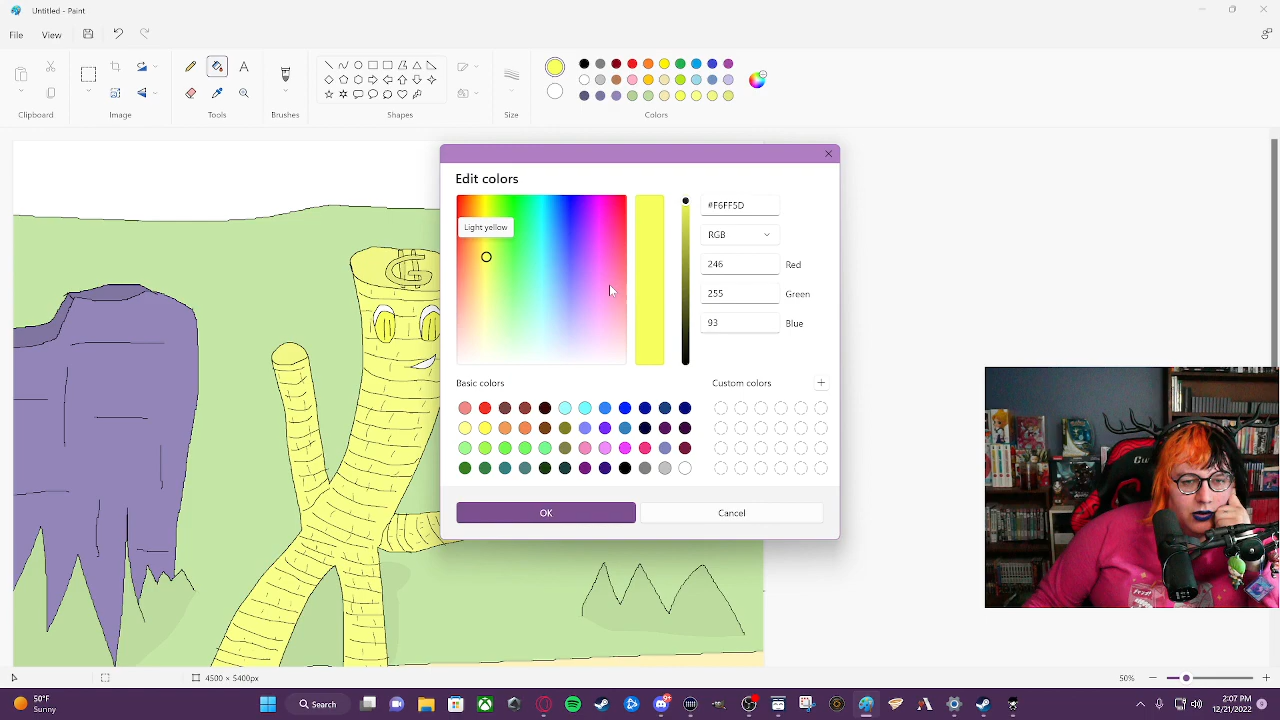 Untitled - Paint
File View
Clipboard Image Tools Brushes Shapes Size Colors
Edit colors
Light yellow
#F6FF5D
RGB
246 Red
255 Green
93 Blue
Basic colors Custom colors
OK Cancel
G
4500 × 5400px 50%
50°F
Sunny
Search
2:07 PM
12/21/2022